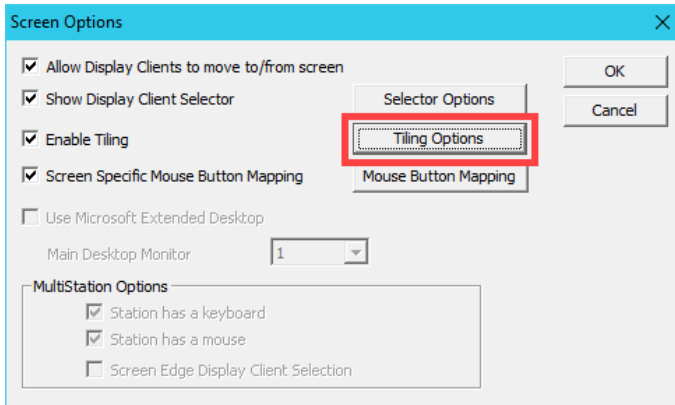 Screen Options
Allow Display Clients to move to/from screen
OK
Show Display Client Selector
Selector Options
Cancel
Enable Tiling
Tiling Options
Screen Specific Mouse Button Mapping
Mouse Button Mapping
Use Microsoft Extended Desktop
Main Desktop Monitor
1
MultiStation Options
Station has a keyboard
Station has a mouse
Screen Edge Display Client Selection